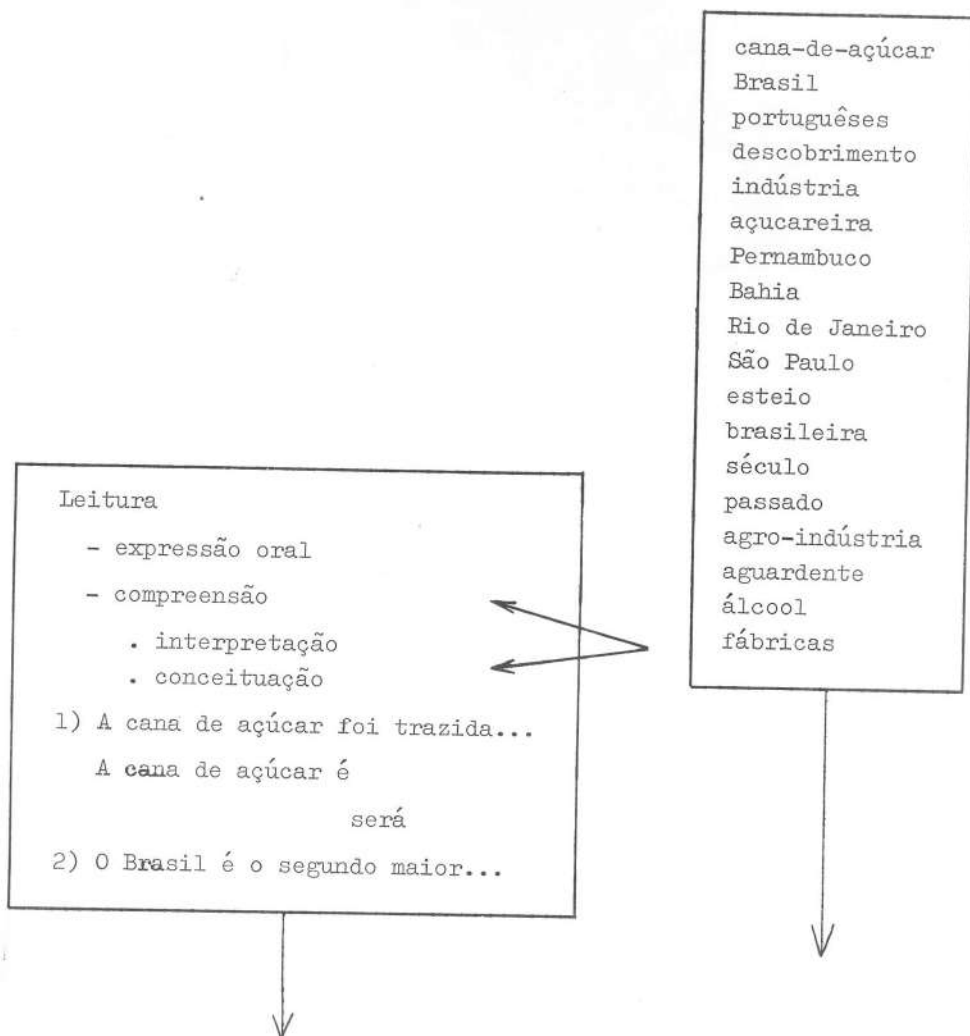 cana-de-açúcar
Brasil
portuguêses
descobrimento
indústria
açucareira
Pernambuco
Bahia
Rio de Janeiro
São Paulo
esteio
brasileira
século
passado
agro-indústria
aguardente
álcool
fábricas
Leitura
- expressão oral
- compreensão
. interpretação
. conceituação
1) A cana de açúcar foi trazida...
A cana de açúcar é
será
2) O Brasil é o segundo maior...